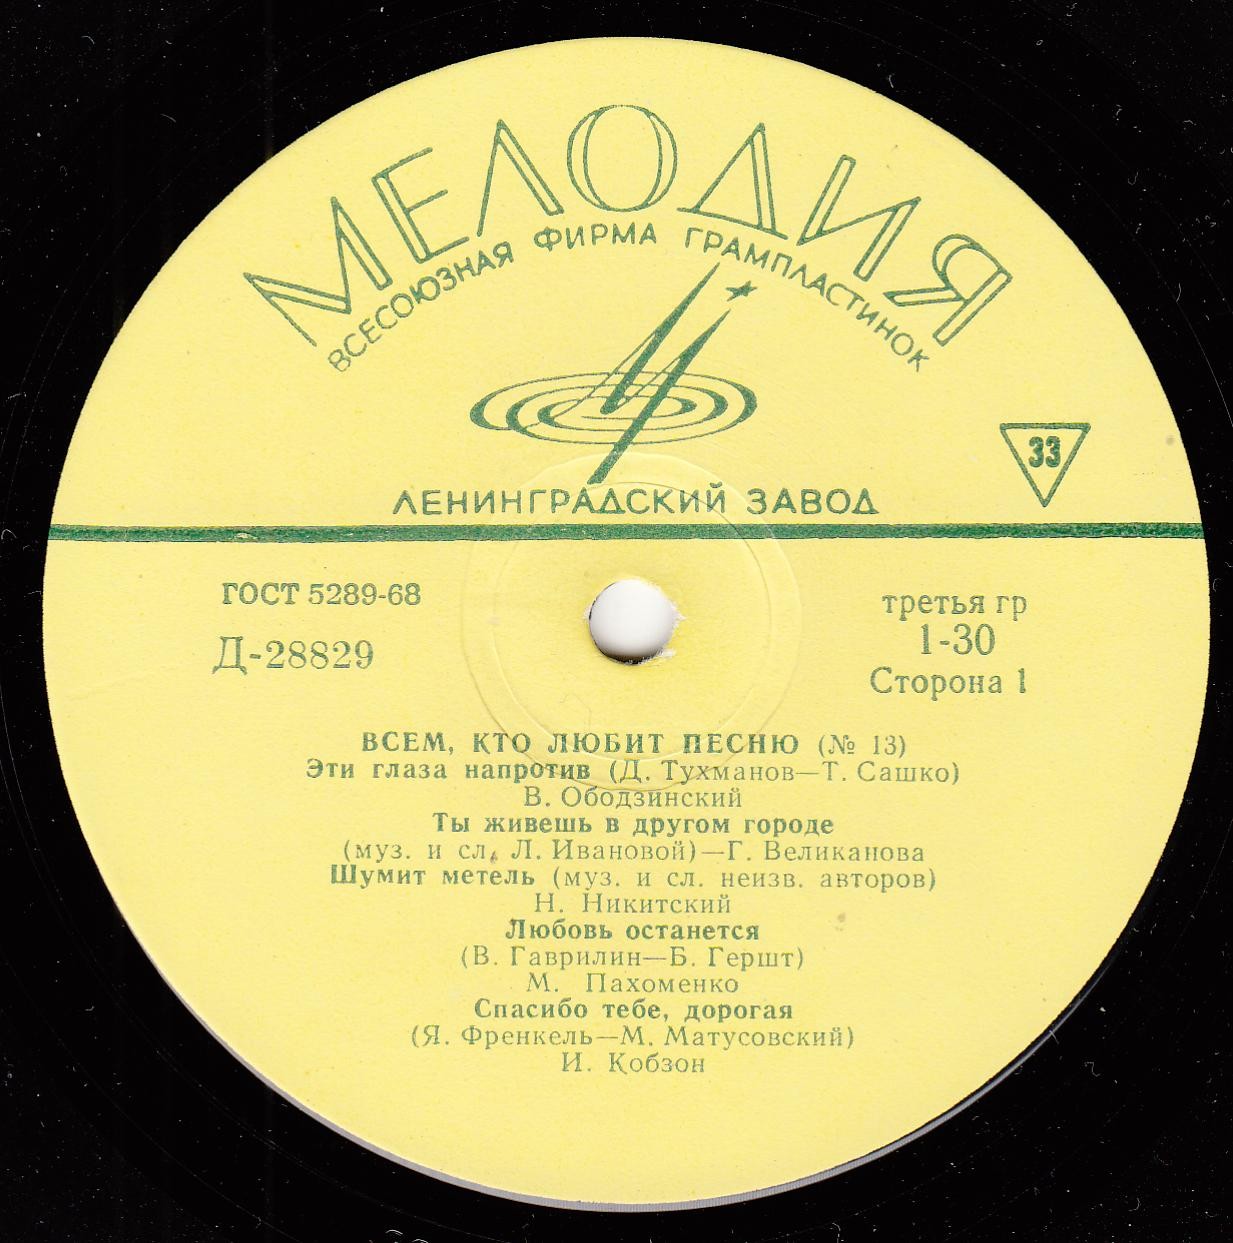 МЕЛОДИЯ
ВСЕСОЮЗНАЯ ФИРМА ГРАМПЛАСТИНОК
33
ЛЕНИНГРАДСКИЙ ЗАВОД
ГОСТ 5289-68
третья гр
Д-28829
1-30
Сторона 1
ВСЕМ, КТО ЛЮБИТ ПЕСНЮ (№ 13)
Эти глаза напротив (Д. Тухманов—Т. Сашко)
В. Ободзинский
Ты живешь в другом городе
(муз. и сл. Л. Ивановой)—Г. Великанова
Шумит метель (муз. и сл. неизв. авторов)
Н. Никитский
Любовь останется
(В. Гаврилин—Б. Гершт)
М. Пахоменко
Спасибо тебе, дорогая
(Я. Френкель—М. Матусовский)
И. Кобзон